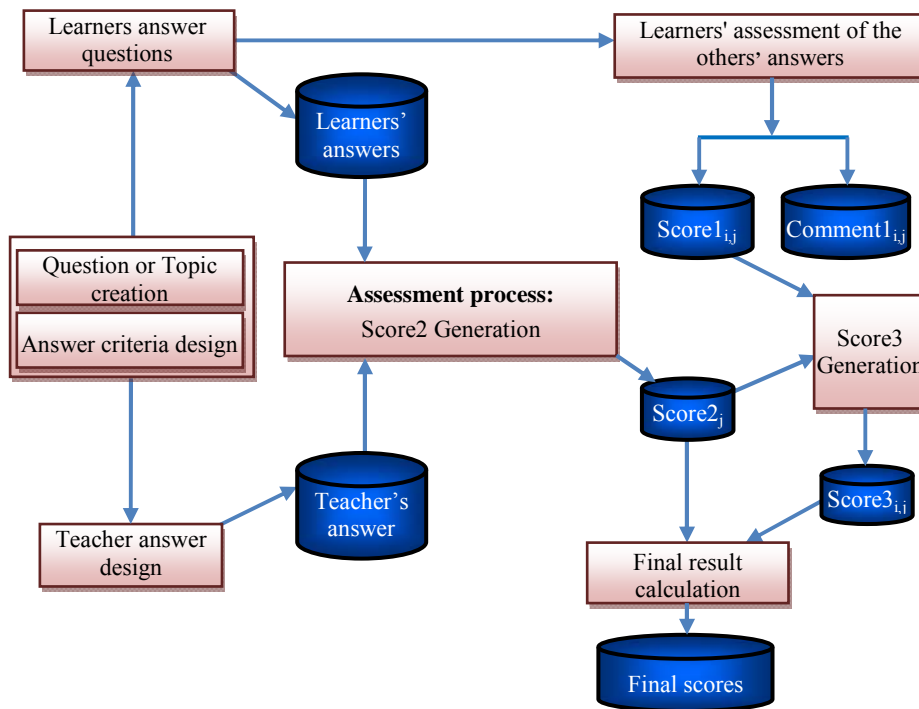 Learners answer
questions
Learners' assessment of the
others’ answers
Learners’
answers
Score1i,j
Comment1i,j
Question or Topic
creation
Answer criteria design
Assessment process:
Score2 Generation
Score3
Generation
Score2j
Teacher’s
answer
Score3i,j
Teacher answer
design
Final result
calculation
Final scores